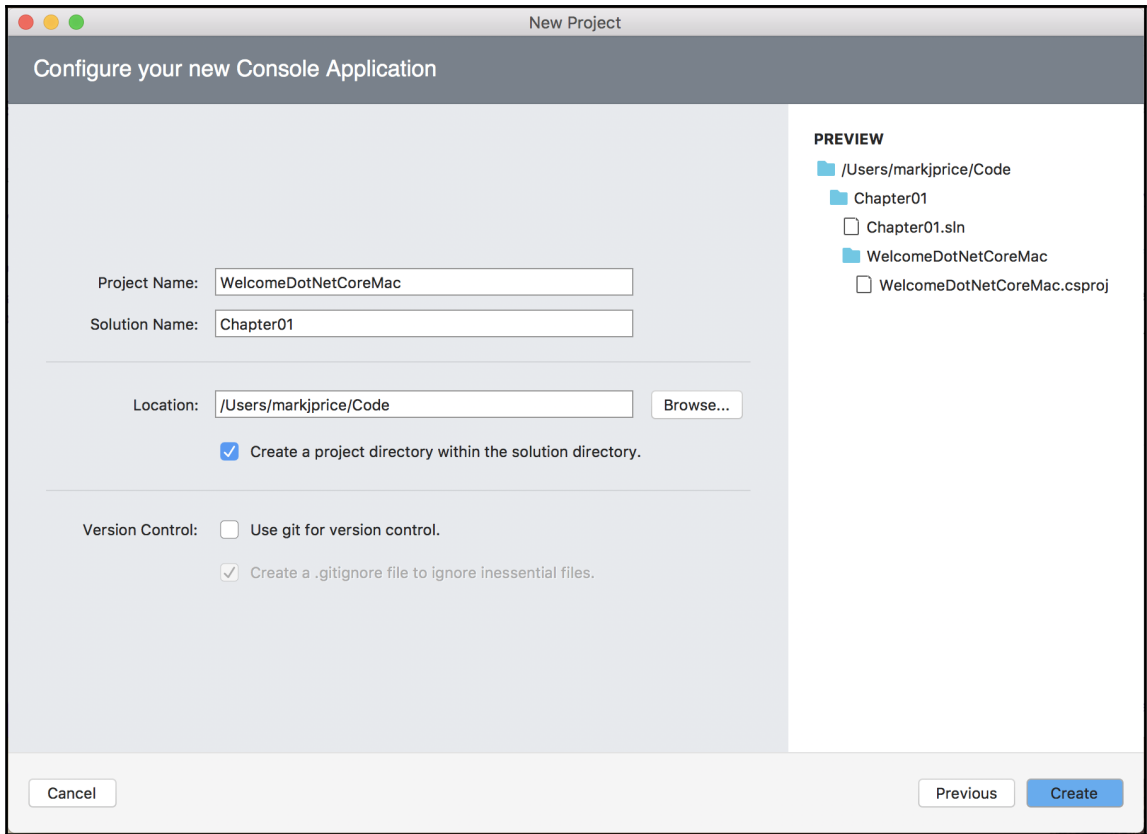 New Project
Configure your new Console Application
Project Name: WelcomeDotNetCoreMac
Solution Name: Chapter01
Location: /Users/markjprice/Code Browse...
Create a project directory within the solution directory.
Version Control: Use git for version control.
Create a .gitignore file to ignore inessential files.
PREVIEW
/Users/markjprice/Code
Chapter01
Chapter01.sln
WelcomeDotNetCoreMac
WelcomeDotNetCoreMac.csproj
Cancel Previous Create